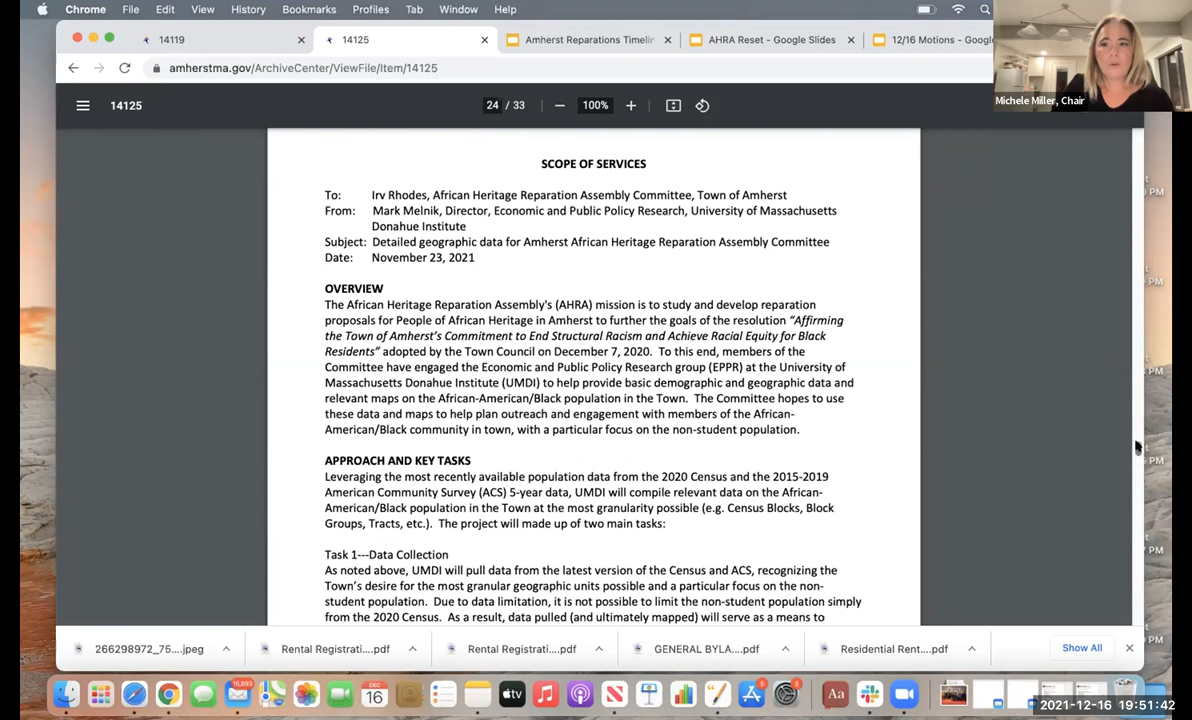 Chrome File Edit View History Bookmarks Profiles Tab Window Help
14119
14125
Amherst Reparations Timelin
AHRA Reset - Google Slides
12/16 Motions - Goog
amherstma.gov/ArchiveCenter/ViewFile/Item/14125
Michele Miller, Chair
14125
24 / 33
100%
SCOPE OF SERVICES
To: Irv Rhodes, African Heritage Reparation Assembly Committee, Town of Amherst
From: Mark Melnik, Director, Economic and Public Policy Research, University of Massachusetts
Donahue Institute
Subject: Detailed geographic data for Amherst African Heritage Reparation Assembly Committee
Date: November 23, 2021
OVERVIEW
The African Heritage Reparation Assembly's (AHRA) mission is to study and develop reparation
proposals for People of African Heritage in Amherst to further the goals of the resolution “Affirming
the Town of Amherst’s Commitment to End Structural Racism and Achieve Racial Equity for Black
Residents” adopted by the Town Council on December 7, 2020. To this end, members of the
Committee have engaged the Economic and Public Policy Research group (EPPR) at the University of
Massachusetts Donahue Institute (UMDI) to help provide basic demographic and geographic data and
relevant maps on the African-American/Black population in the Town. The Committee hopes to use
these data and maps to help plan outreach and engagement with members of the African-
American/Black community in town, with a particular focus on the non-student population.
APPROACH AND KEY TASKS
Leveraging the most recently available population data from the 2020 Census and the 2015-2019
American Community Survey (ACS) 5-year data, UMDI will compile relevant data on the African-
American/Black population in the Town at the most granularity possible (e.g. Census Blocks, Block
Groups, Tracts, etc.). The project will made up of two main tasks:
Task 1---Data Collection
As noted above, UMDI will pull data from the latest version of the Census and ACS, recognizing the
Town’s desire for the most granular geographic units possible and a particular focus on the non-
student population. Due to data limitation, it is not possible to limit the non-student population simply
from the 2020 Census. As a result, data pulled (and ultimately mapped) will serve as a means to
266298972_75....jpeg
Rental Registrati....pdf
Rental Registrati....pdf
GENERAL BYLA....pdf
Residential Rent....pdf
Show All
DEC
16
tv
Aa
2021-12-16 19:51:42